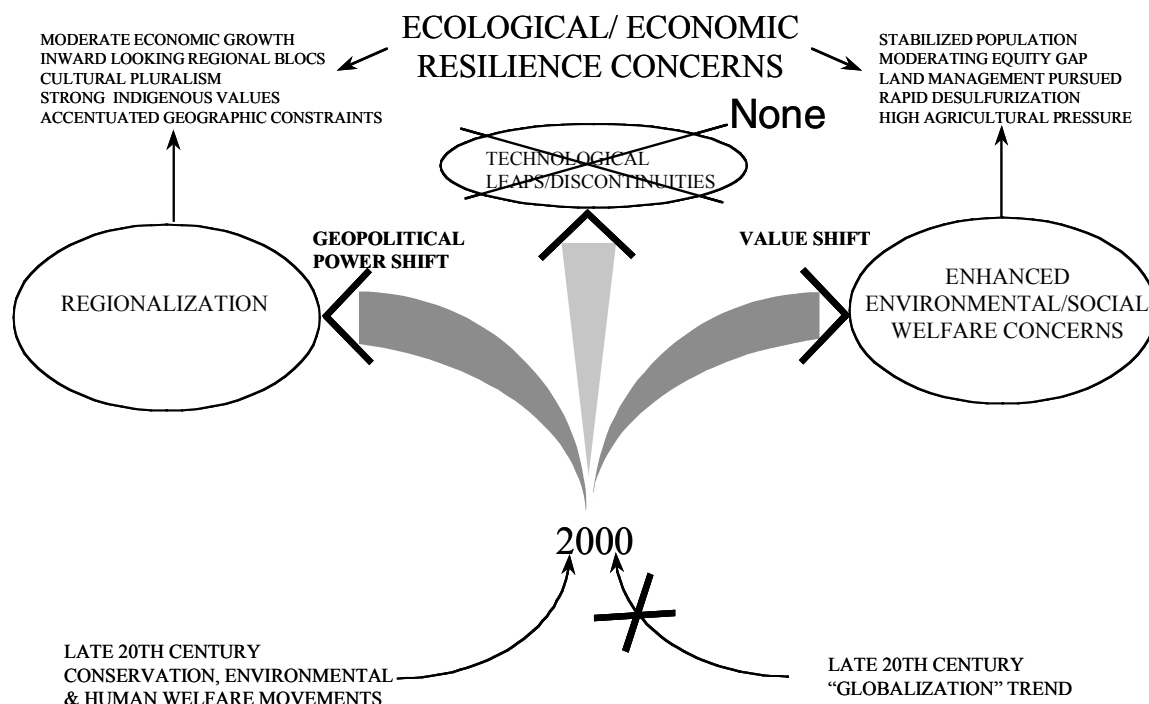 ECOLOGICAL/ ECONOMIC
RESILIENCE CONCERNS
MODERATE ECONOMIC GROWTH
INWARD LOOKING REGIONAL BLOCS
CULTURAL PLURALISM
STRONG INDIGENOUS VALUES
ACCENTUATED GEOGRAPHIC CONSTRAINTS
STABILIZED POPULATION
MODERATING EQUITY GAP
LAND MANAGEMENT PURSUED
RAPID DESULFURIZATION
HIGH AGRICULTURAL PRESSURE
None
TECHNOLOGICAL
LEAPS/DISCONTINUITIES
GEOPOLITICAL
POWER SHIFT
VALUE SHIFT
REGIONALIZATION
ENHANCED
ENVIRONMENTAL/SOCIAL
WELFARE CONCERNS
2000
LATE 20TH CENTURY
CONSERVATION, ENVIRONMENTAL
& HUMAN WELFARE MOVEMENTS
LATE 20TH CENTURY
“GLOBALIZATION” TREND